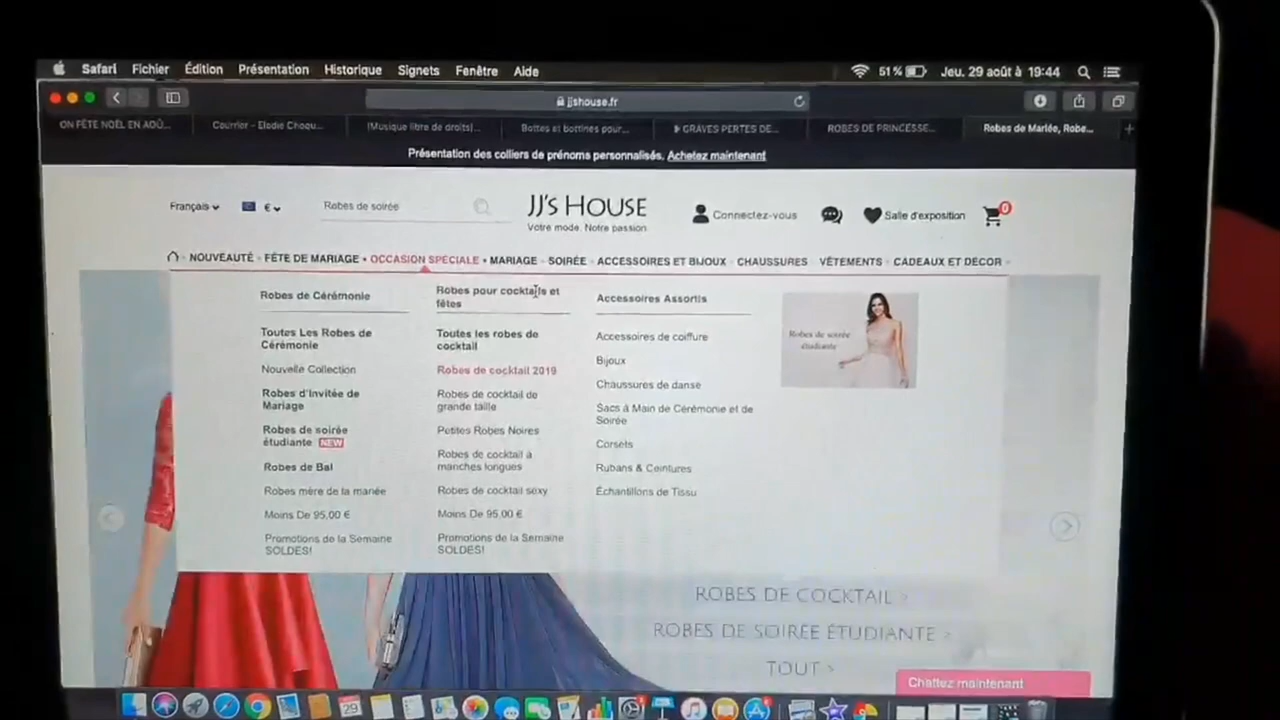 Safari Fichier Édition Présentation Historique Signets Fenêtre Aide 51 % Jeu. 29 août à 19:44
jjshouse.fr
ON FÊTE NOËL EN AOÛ... Courrier – Elodie Choqu... (Musique libre de droits)... Bottes et bottines pour... GRAVES PERTES DE... ROBES DE PRINCESSE... Robes de Mariée, Robe...
Présentation des colliers de prénoms personnalisés. Achetez maintenant
Français € Robes de soirée JJ'S HOUSE Connectez-vous Salle d'exposition 0
Votre mode. Notre passion
NOUVEAUTÉ • FÊTE DE MARIAGE • OCCASION SPÉCIALE • MARIAGE • SOIRÉE • ACCESSOIRES ET BIJOUX • CHAUSSURES VÊTEMENTS • CADEAUX ET DÉCOR
Robes de Cérémonie
Toutes Les Robes de
Cérémonie
Nouvelle Collection
Robes d'Invitée de
Mariage
Robes de soirée
étudiante NEW
Robes de Bal
Robes mère de la mariée
Moins De 95,00 €
Promotions de la Semaine
SOLDES!
Robes pour cocktails et
fêtes
Toutes les robes de
cocktail
Robes de cocktail 2019
Robes de cocktail de
grande taille
Petites Robes Noires
Robes de cocktail à
manches longues
Robes de cocktail sexy
Moins De 95,00 €
Promotions de la Semaine
SOLDES!
Accessoires Assortis
Accessoires de coiffure
Bijoux
Chaussures de danse
Sacs à Main de Cérémonie et de
Soirée
Corsets
Rubans & Ceintures
Échantillons de Tissu
Robes de soirée
étudiante
ROBES DE COCKTAIL >
ROBES DE SOIRÉE ÉTUDIANTE >
TOUT >
Chattez maintenant
29